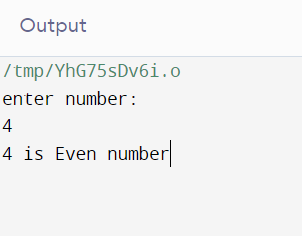 Output
/tmp/YhG75sDv6i.o
enter number:
4
4 is Even number